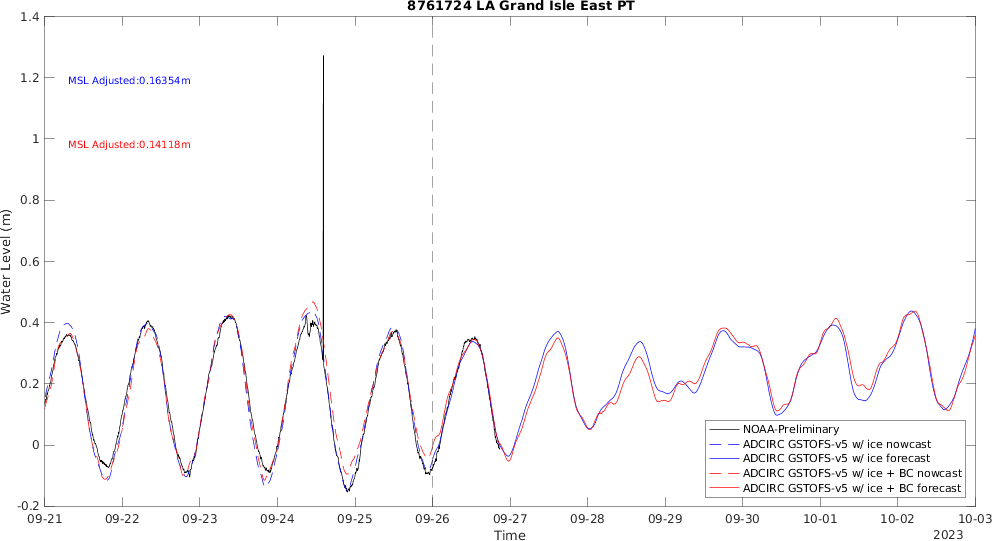 8761724 LA Grand Isle East PT
1.4
1.2
1
0.8
0.6
0.4
0.2
0
-0.2
Water Level (m)
MSL Adjusted:0.16354m
MSL Adjusted:0.14118m
NOAA-Preliminary
ADCIRC GSTOFS-v5 w/ ice nowcast
ADCIRC GSTOFS-v5 w/ ice forecast
ADCIRC GSTOFS-v5 w/ ice + BC nowcast
ADCIRC GSTOFS-v5 w/ ice + BC forecast
09-21 09-22 09-23 09-24 09-25 09-26 09-27 09-28 09-29 09-30 10-01 10-02 10-03
Time
2023